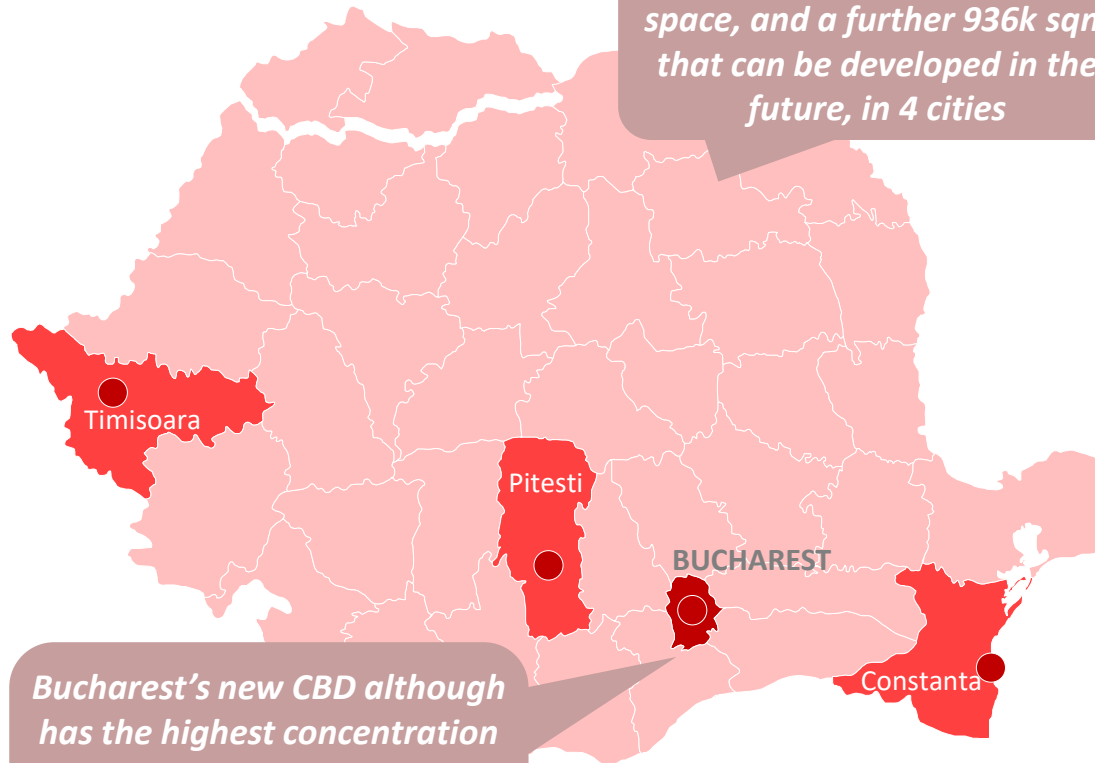 space, and a further 936k
that can be developed in the
future, in 4 cities
Timisoara
Pitesti
BUCHAREST
Constanta
Bucharest’s new CBD although
has the highest concentration